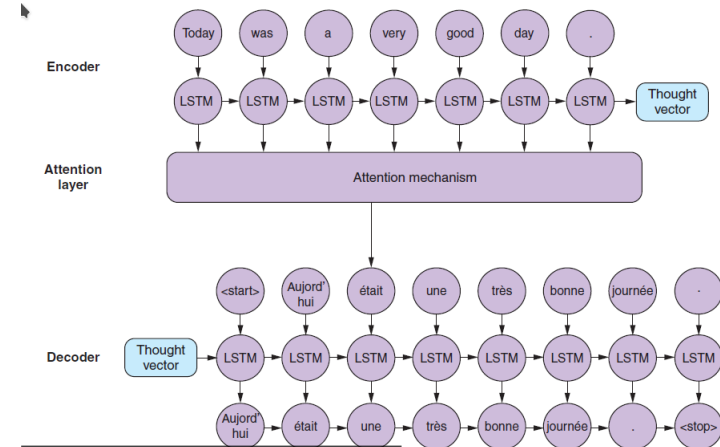 Today was a very good day .
Encoder
LSTM LSTM LSTM LSTM LSTM LSTM LSTM
Thought
vector
Attention
layer
Attention mechanism
<start> Aujord'
hui
était une très bonne journée .
Decoder
Thought
vector
LSTM LSTM LSTM LSTM LSTM LSTM LSTM LSTM
Aujord'
hui
était une très bonne journée . <stop>